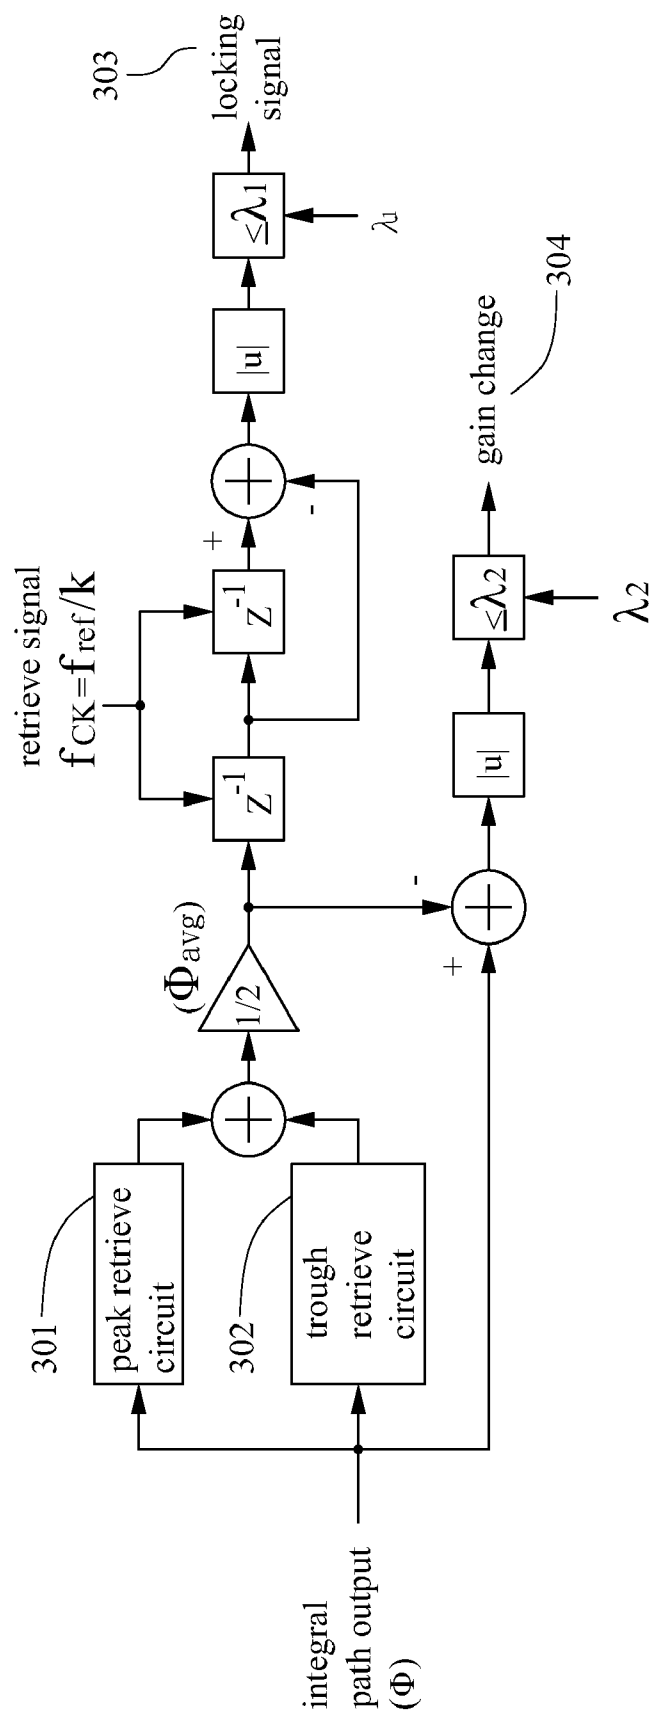 integral
path output
(Φ)
301
peak retrieve
circuit
302
trough
retrieve
circuit
1/2
(Φavg)
retrieve signal
fCK=fref/k
Z-1
Z-1
+
-
|u|
≤λ1
λ1
locking
signal
303
+
-
|u|
≤λ2
λ2
gain change
304